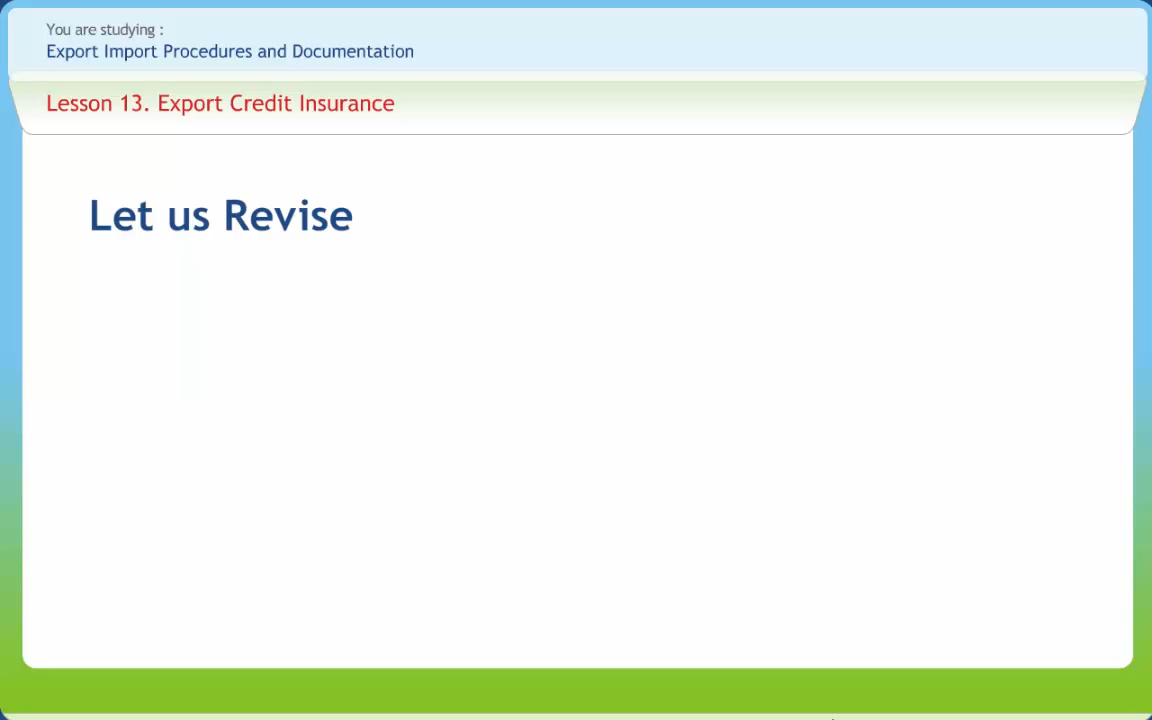 You are studying :
Export Import Procedures and Documentation
Lesson 13. Export Credit Insurance
Let us Revise